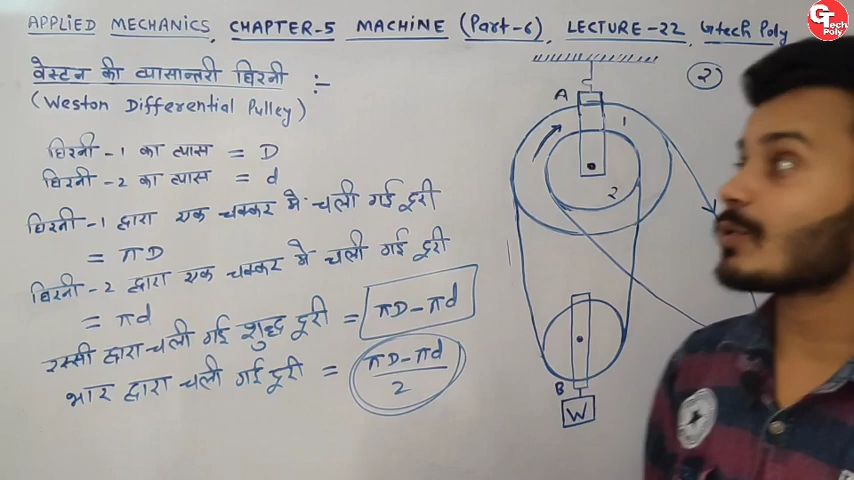 APPLIED MECHANICS, CHAPTER-5 MACHINE (Part-6), LECTURE-22, Gtech Poly
Gtech Poly
वेस्टन की व्यासान्तरी घिरनी :-
(Weston Differential Pulley)
घिरनी -1 का व्यास = D
घिरनी -2 का व्यास = d
घिरनी -1 द्वारा एक चक्कर में चली गई दूरी
= πD
घिरनी -2 द्वारा एक चक्कर में चली गई दूरी
= πd
रस्सी द्वारा चली गई शुद्ध दूरी = πD-πd
भार द्वारा चली गई दूरी = πD-πd/2
2)
A
1
2
B
W